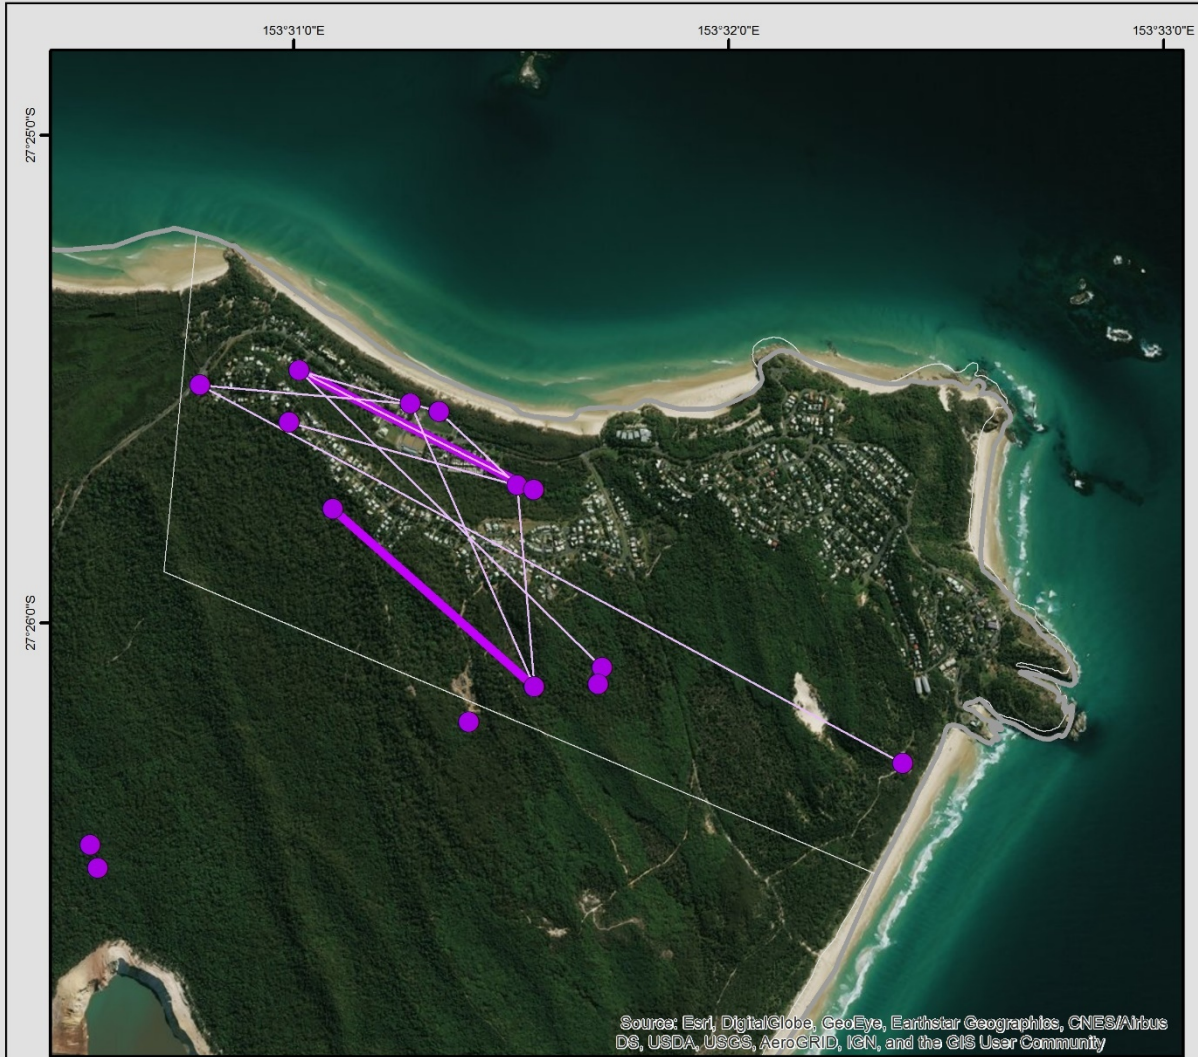 153°31'0"E
153°32'0"E
153°33'0"E
27°25'0"S
27°26'0"S
Source: Esri, DigitalGlobe, GeoEye, Earthstar Geographics, CNES/Airbus
DS, USDA, USGS, AeroGRID, IGN, and the GIS User Community